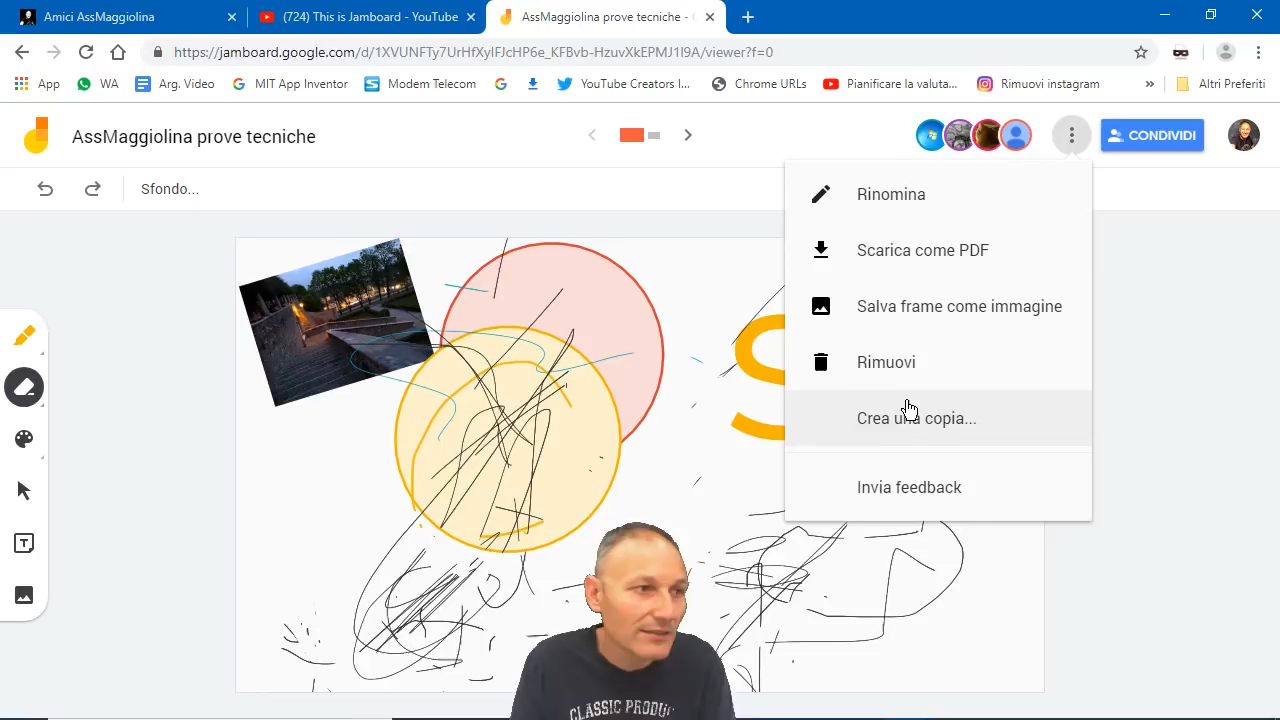 Amici AssMaggiolina
(724) This is Jamboard - YouTube
AssMaggiolina prove tecniche - 
https://jamboard.google.com/d/1XVUNFTy7UrHfXyIFJcHP6e_KFBvb-HzuvXkEPMJ1I9A/viewer?f=0
App
WA
Arg. Video
MIT App Inventor
Modem Telecom
YouTube Creators I...
Chrome URLs
Pianificare la valuta...
Rimuovi instagram
»
Altri Preferiti
AssMaggiolina prove tecniche
CONDIVIDI
Sfondo...
Rinomina
Scarica come PDF
Salva frame come immagine
Rimuovi
Crea una copia...
Invia feedback
S
CLASSIC PRODUC